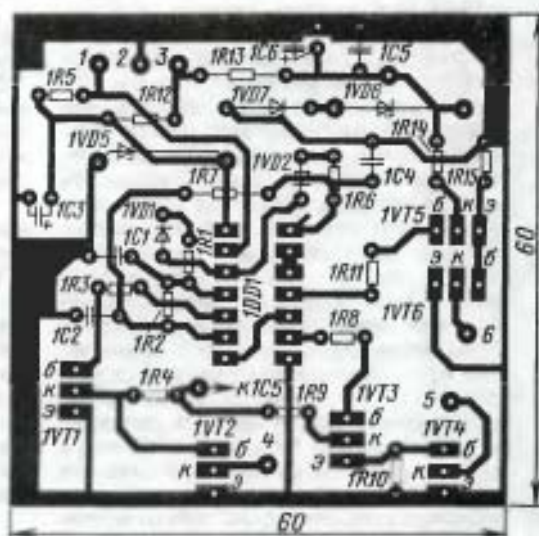 1 2 3 1R13 1C6 1C5
1R5 1R12 1VD7 1VD6
1VD5 1VD2 1R14
1R7 1C4 1R15
1C3 1VD1 1R6 1VT5 б к э
1C1 1R1 60
1R3 1DD1 1R11 э к б
1C2 1R2 1R8 1VT6 6
б 1R4 к1C5 1R9 1VT3 5
к б
э 1VT2 б к 1VT4 б
1VT1 к 4 э к
э 1R10 э
60